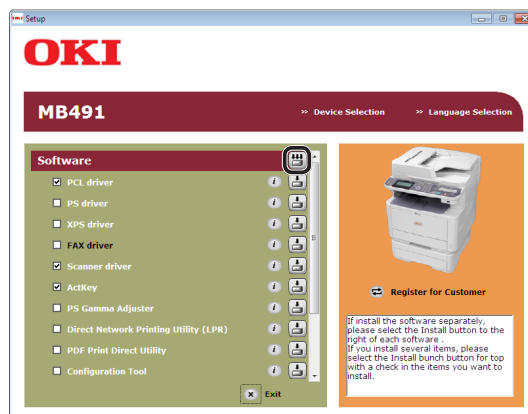 OKI Setup
OKI
MB491
>> Device Selection
>> Language Selection
Software
PCL driver
PS driver
XPS driver
FAX driver
Scanner driver
ActKey
PS Gamma Adjuster
Direct Network Printing Utility (LPR)
PDF Print Direct Utility
Configuration Tool
x Exit
Register for Customer
If install the software separately,
please select the Install button to the
right of each software .
If you install several items, please
select the Install bunch button for top
with a check in the items you want to
install.